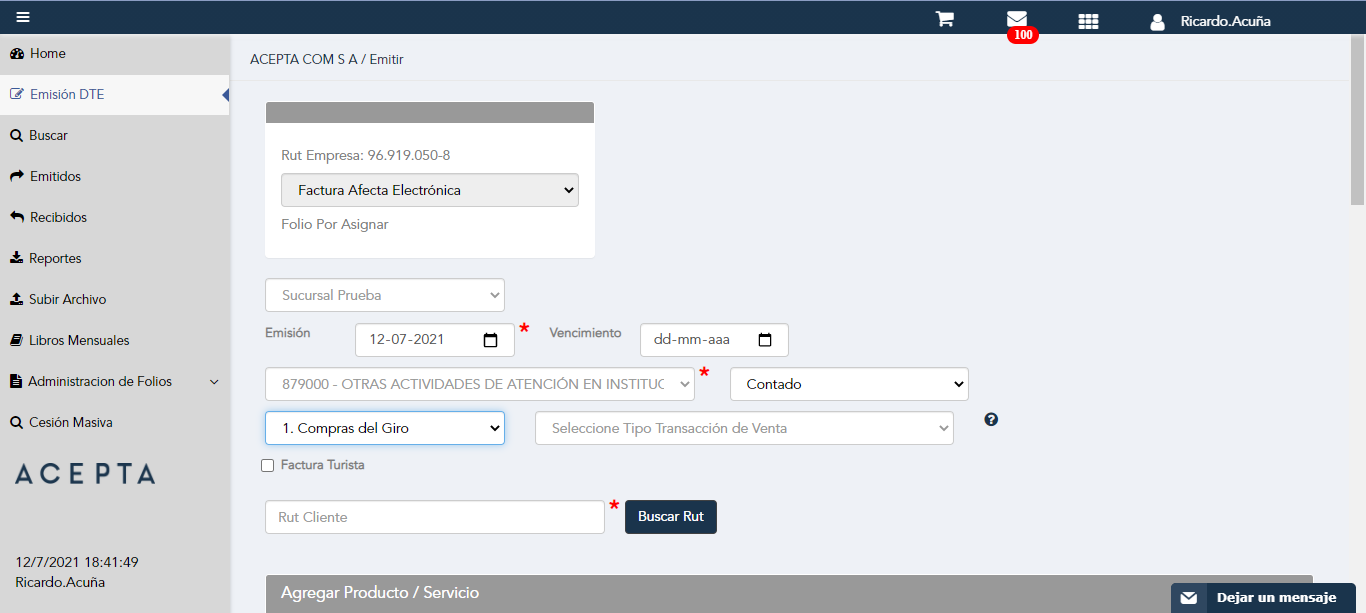 Ricardo.Acuña
100
Home
Emisión DTE
Buscar
Emitidos
Recibidos
Reportes
Subir Archivo
Libros Mensuales
Administracion de Folios
Cesión Masiva
ACEPTA
12/7/2021 18:41:49
Ricardo.Acuña
ACEPTA COM S A / Emitir
Rut Empresa: 96.919.050-8
Factura Afecta Electrónica
Folio Por Asignar
Sucursal Prueba
Emisión 12-07-2021 * Vencimiento dd-mm-aaa
879000 - OTRAS ACTIVIDADES DE ATENCIÓN EN INSTITUC * Contado
1. Compras del Giro Seleccione Tipo Transacción de Venta ?
Factura Turista
Rut Cliente * Buscar Rut
Agregar Producto / Servicio
Dejar un mensaje